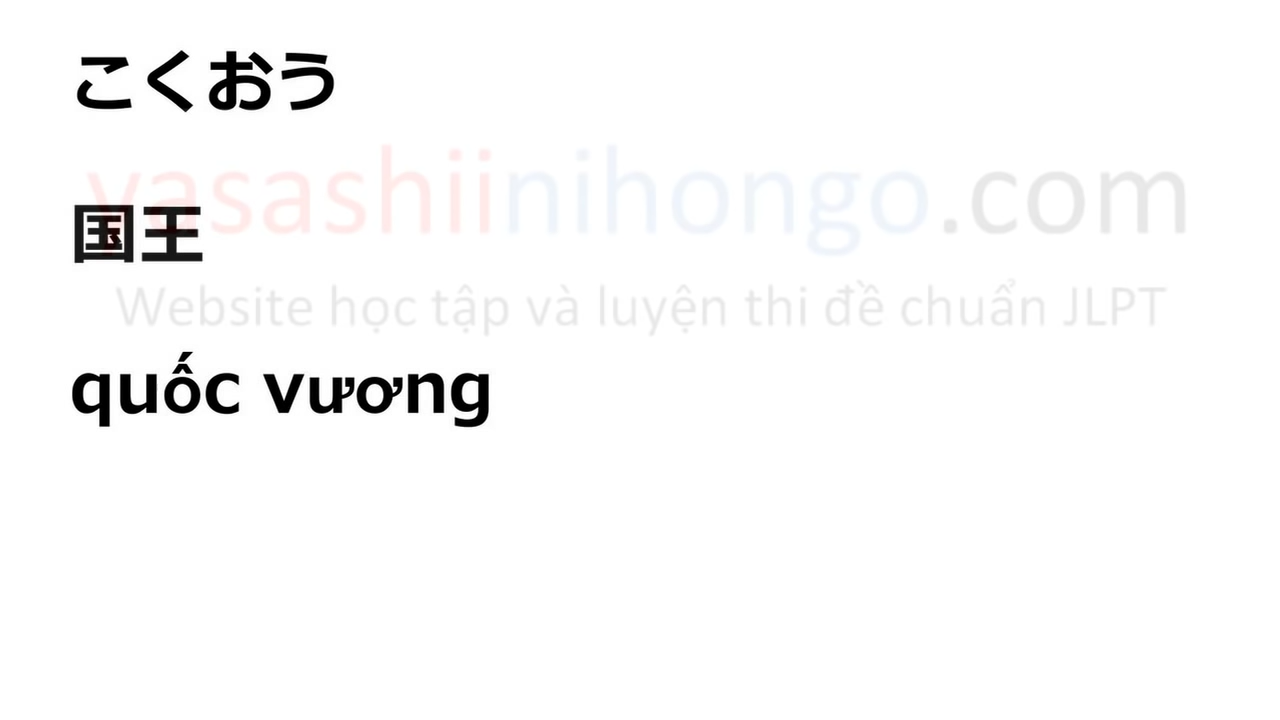 こくおう
yasashiinihongo.com
国王
Website học tập và luyện thi đề chuẩn JLPT
quốc vương